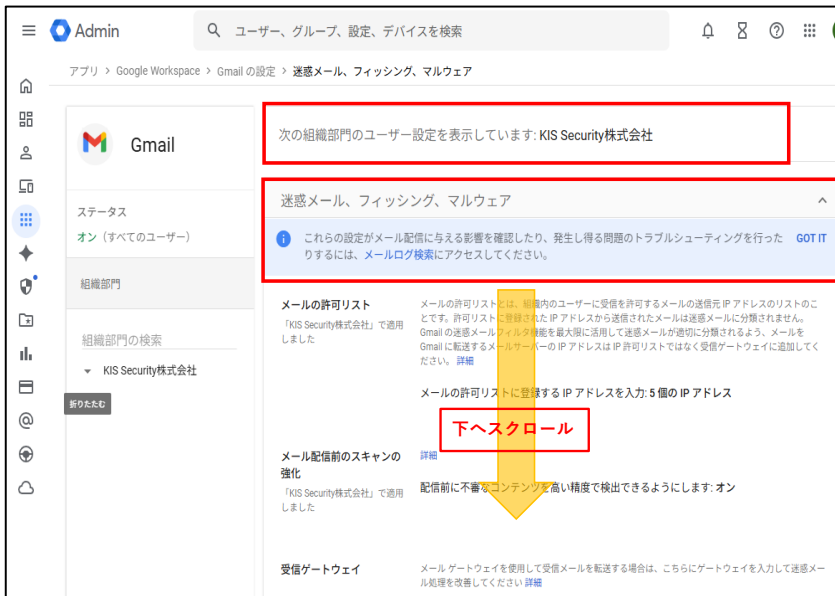 Admin
ユーザー、グループ、設定、デバイスを検索
アプリ > Google Workspace > Gmail の設定 > 迷惑メール、フィッシング、マルウェア
Gmail
次の組織部門のユーザー設定を表示しています: KIS Security株式会社
ステータス
オン（すべてのユーザー）
組織部門
組織部門の検索
KIS Security株式会社
折りたたむ
迷惑メール、フィッシング、マルウェア
これらの設定がメール配信に与える影響を確認したり、発生し得る問題のトラブルシューティングを行った
りするには、メールログ検索にアクセスしてください。
GOT IT
メールの許可リスト
「KIS Security株式会社」で適用
しました
メールの許可リストとは、組織内のユーザーに受信を許可するメールの送信元 IP アドレスのリストのこ
とです。許可リストに登録された IP アドレスから送信されたメールは迷惑メールに分類されません。
Gmail の迷惑メールフィルタ機能を最大限に活用して迷惑メールが適切に分類されるよう、メールを
Gmail に転送するメールサーバーの IP アドレスは IP 許可リストではなく受信ゲートウェイに追加してく
ださい。 詳細
メールの許可リストに登録する IP アドレスを入力: 5 個の IP アドレス
下へスクロール
メール配信前のスキャンの
強化
「KIS Security株式会社」で適用
しました
詳細
配信前に不審なコンテンツを高い精度で検出できるようにします: オン
受信ゲートウェイ
メール ゲートウェイを使用して受信メールを転送する場合は、こちらにゲートウェイを入力して迷惑メー
ル処理を改善してください 詳細